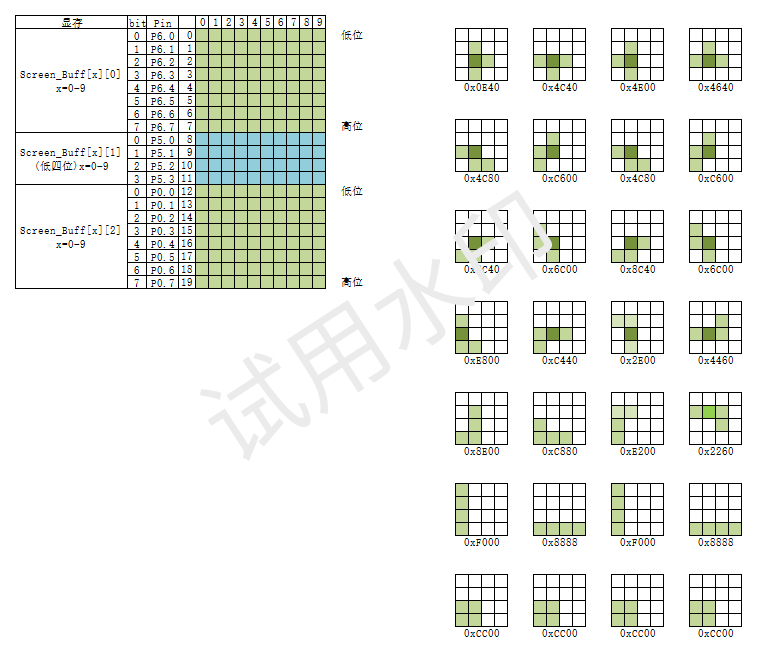 显存 bit Pin 0 1 2 3 4 5 6 7 8 9
0 P6.0 0 低位
1 P6.1 1
2 P6.2 2
Screen_Buff[x][0] 3 P6.3 3
x=0-9 4 P6.4 4
5 P6.5 5
6 P6.6 6
7 P6.7 7 高位
0 P5.0 8
Screen_Buff[x][1] 1 P5.1 9
(低四位)x=0-9 2 P5.2 10
3 P5.3 11
0 P0.0 12 低位
1 P0.1 13
2 P0.2 14
Screen_Buff[x][2] 3 P0.3 15
x=0-9 4 P0.4 16
5 P0.5 17
6 P0.6 18
7 P0.7 19 高位
0x0E40 0x4C40 0x4E00 0x4640
0x4C80 0xC600 0x4C80 0xC600
C40 0x6C00 0x8C40 0x6C00
0xE800 0xC440 0x2E00 0x4460
0x8E00 0xC880 0xE200 0x2260
0xF000 0x8888 0xF000 0x8888
0xCC00 0xCC00 0xCC00 0xCC00
试用水印